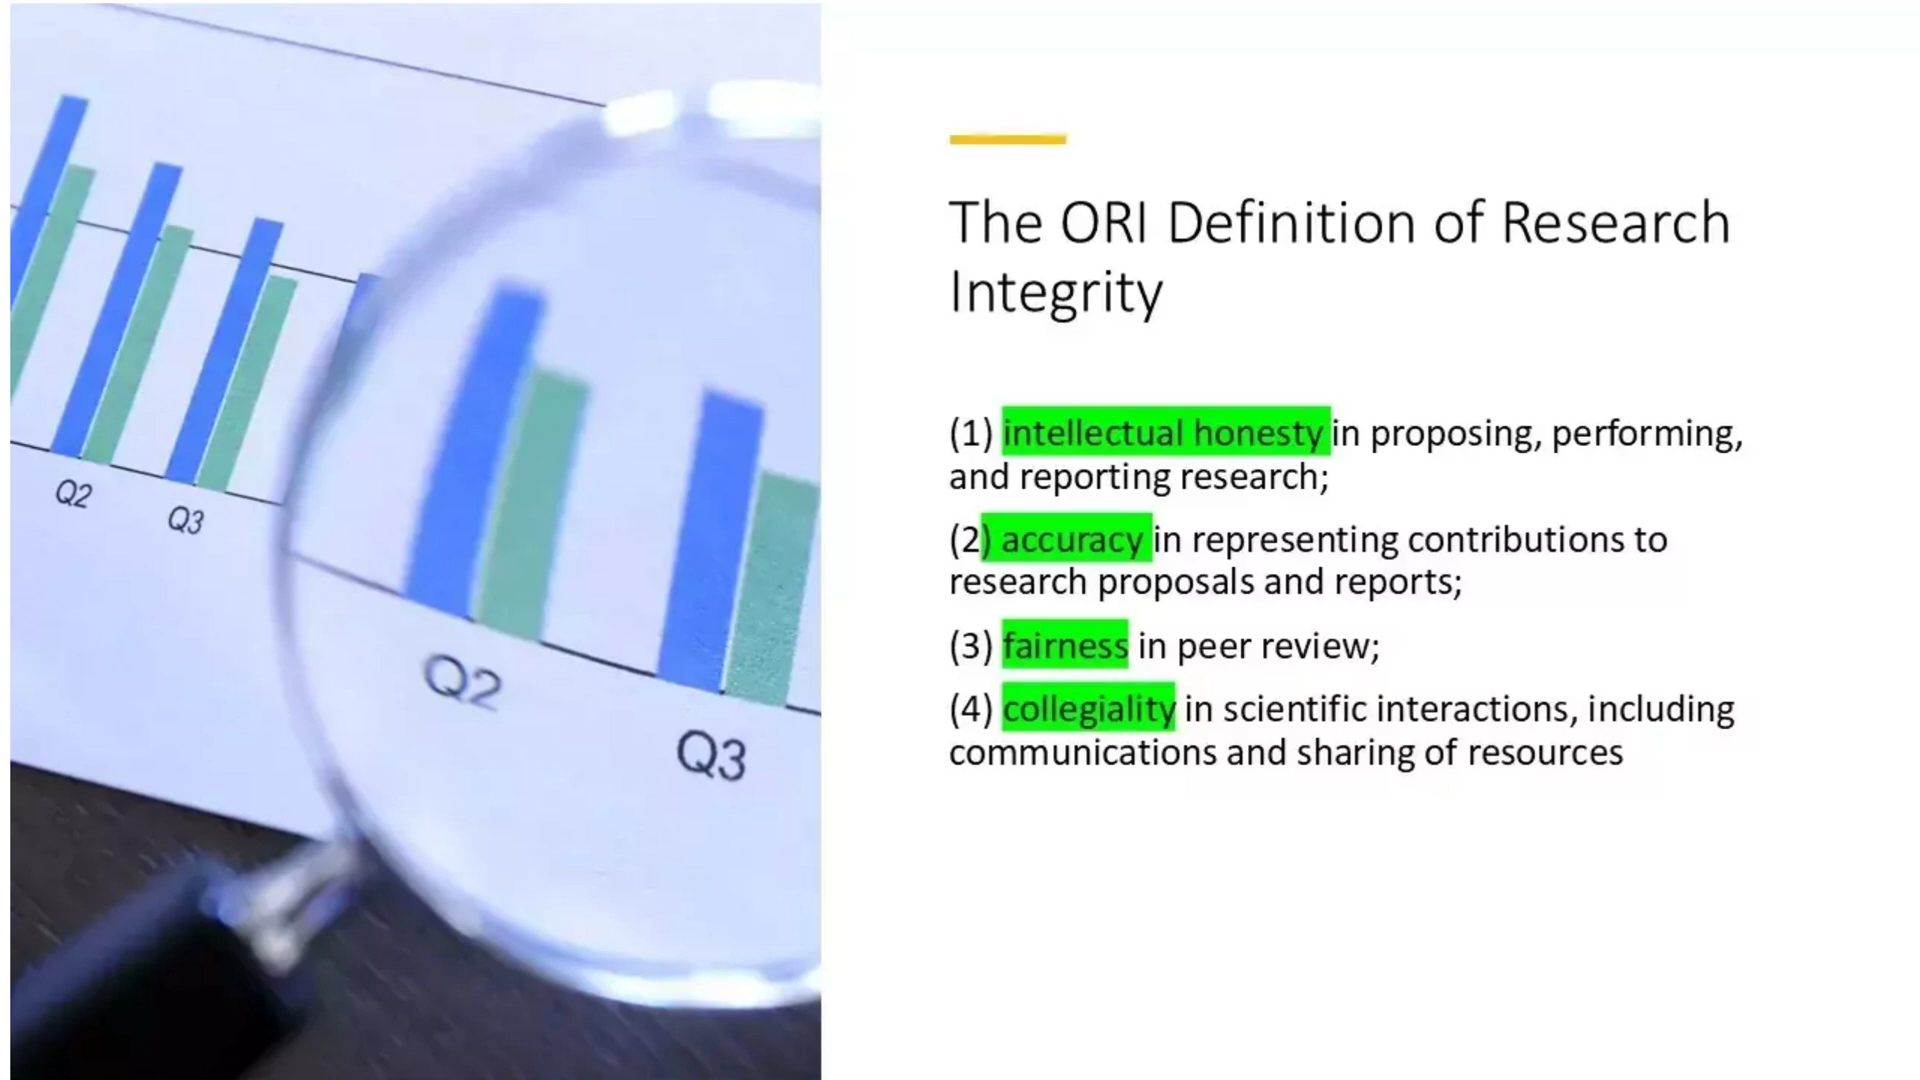 The ORI Definition of Research
Integrity
(1) intellectual honesty in proposing, performing,
and reporting research;
(2) accuracy in representing contributions to
research proposals and reports;
(3) fairness in peer review;
(4) collegiality in scientific interactions, including
communications and sharing of resources
Q2
Q3
Q2
Q3